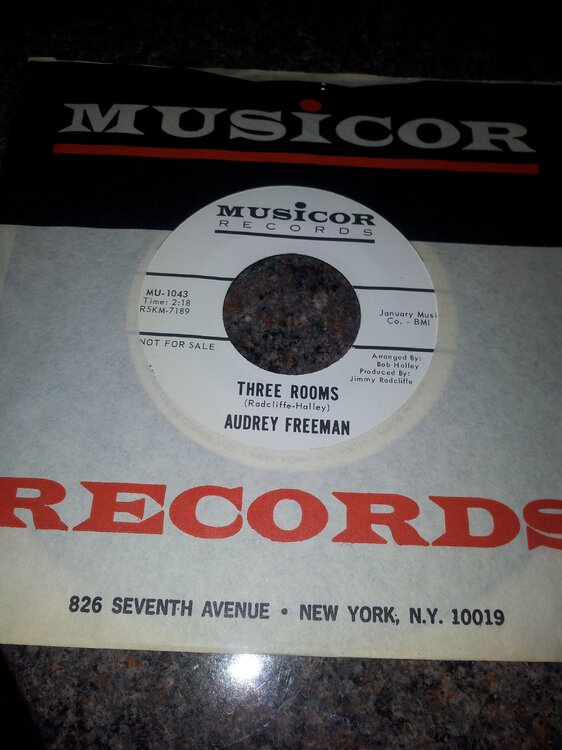 MUSICOR
MUSICOR
RECORDS
MU-1043
Time: 2:18
R5KM-7189
January Musi
Co. - BMI
NOT FOR SALE
Arranged By:
Bob Halley
Produced By:
Jimmy Radcliffe
THREE ROOMS
(Radcliffe-Halley)
AUDREY FREEMAN
RECORDS
826 SEVENTH AVENUE • NEW YORK, N.Y. 10019